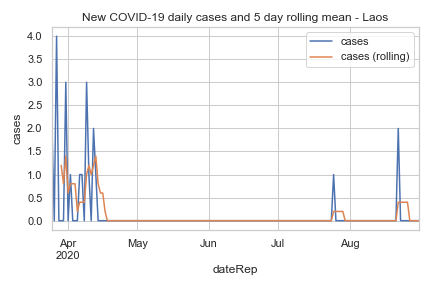 New COVID-19 daily cases and 5 day rolling mean - Laos
cases
cases (rolling)
4.0
3.5
3.0
2.5
2.0
1.5
1.0
0.5
0.0
cases
Apr
2020
May
Jun
Jul
Aug
dateRep